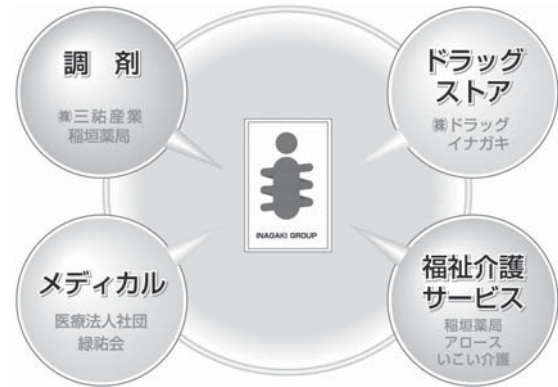 調 剤
㈱三祐産業
稲垣薬局
ドラッグ
ストア
㈱ドラッグ
イナガキ
INAGAKI GROUP
メディカル
医療法人社団
緑祐会
福祉介護
サービス
稲垣薬局
アロース
いこい介護